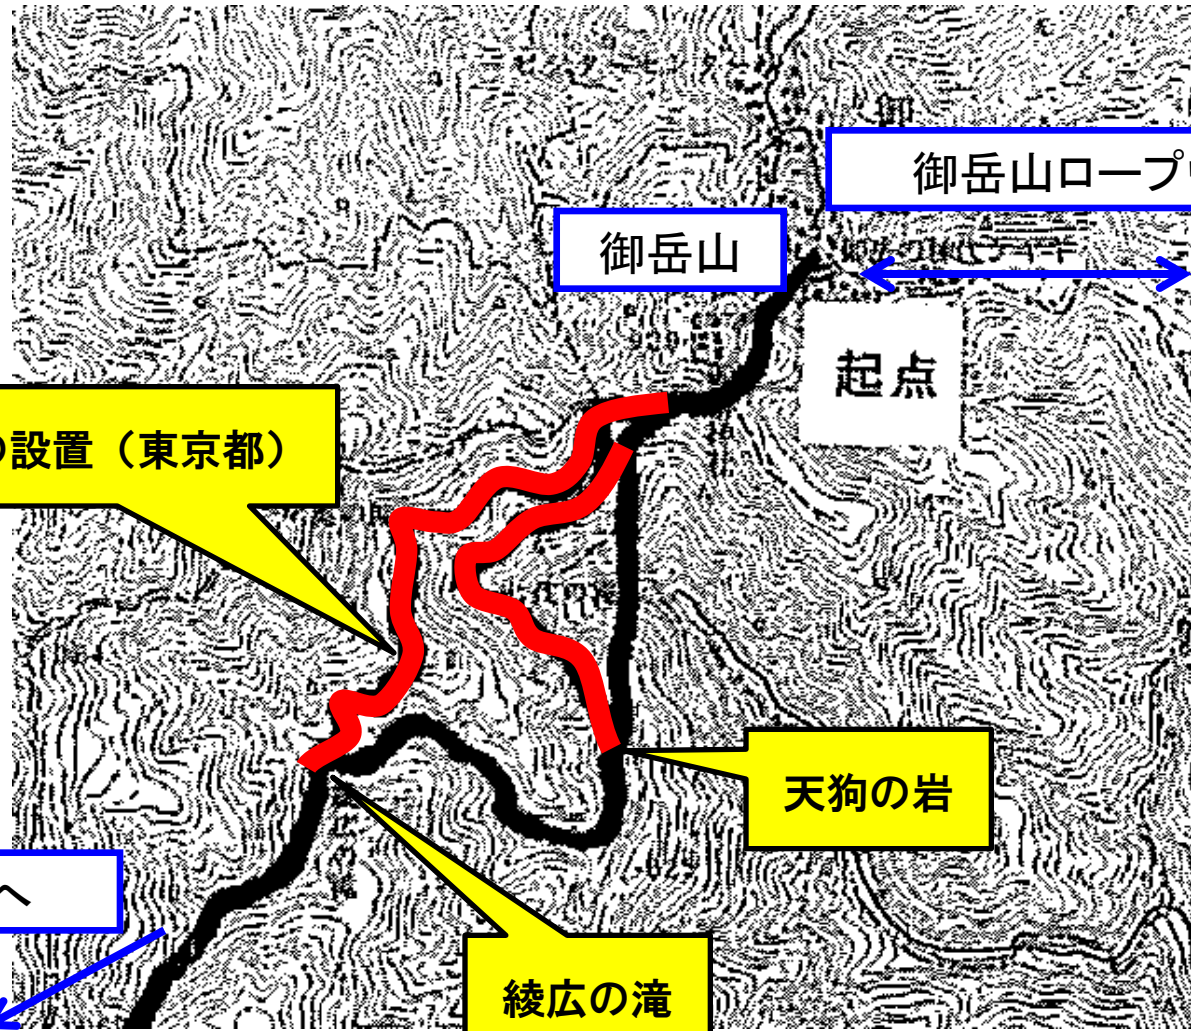 御岳山ロープ
御岳山
起点
の設置（東京都）
天狗の岩
へ
綾広の滝